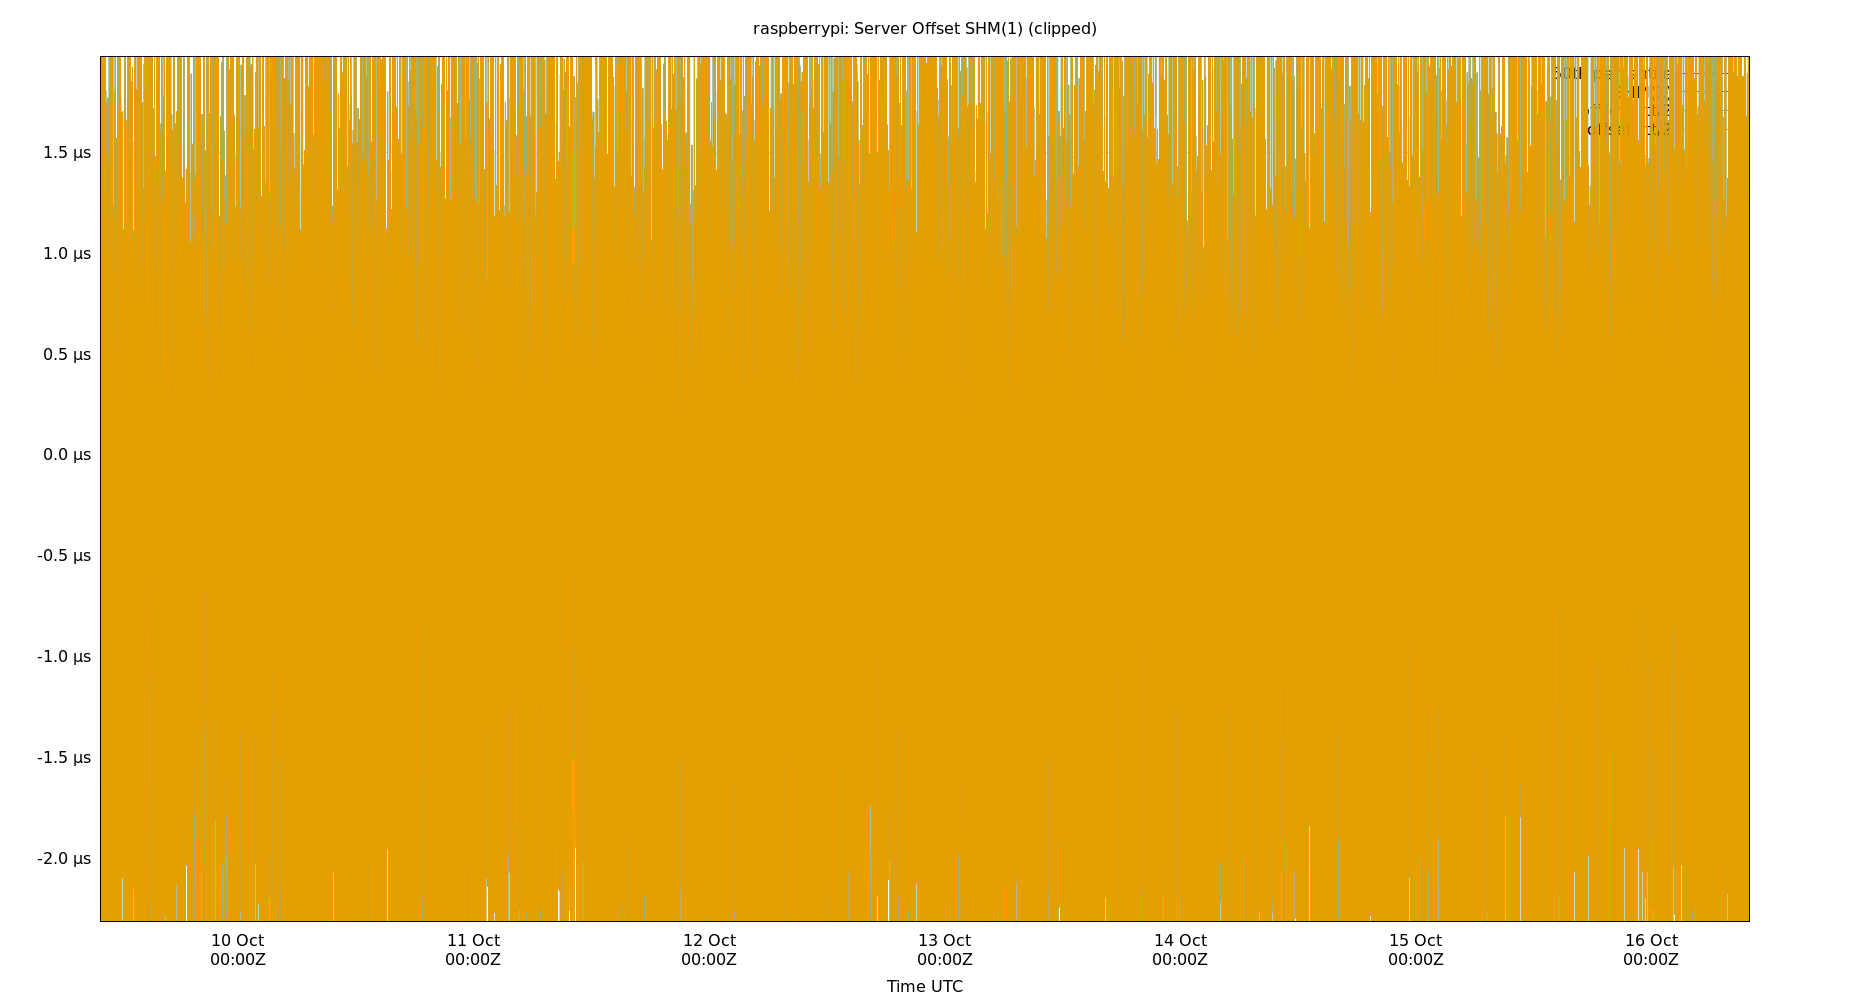 raspberrypi: Server Offset SHM(1) (clipped)
1.5 µs
1.0 µs
0.5 µs
0.0 µs
-0.5 µs
-1.0 µs
-1.5 µs
-2.0 µs
10 Oct 11 Oct 12 Oct 13 Oct 14 Oct 15 Oct 16 Oct
00:00Z 00:00Z 00:00Z 00:00Z 00:00Z 00:00Z 00:00Z
Time UTC